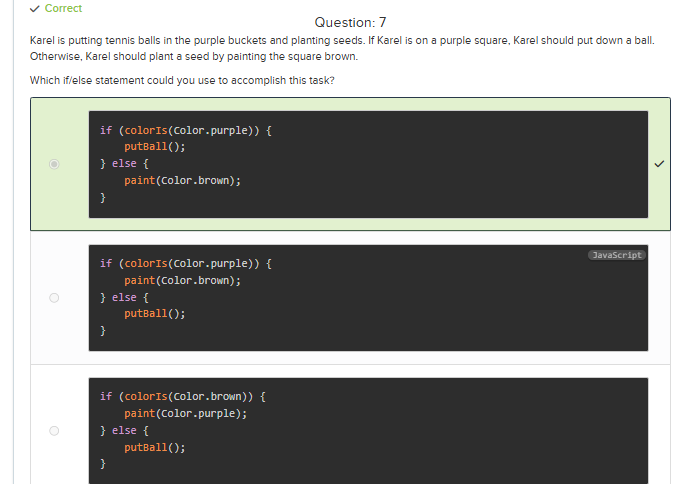 Correct
Question: 7
Karel is putting tennis balls in the purple buckets and planting seeds. If Karel is on a purple square, Karel should put down a ball.
Otherwise, Karel should plant a seed by painting the square brown.
Which if/else statement could you use to accomplish this task?
if (colorIs(Color.purple)) {
    putBall();
} else {
    paint(Color.brown);
}
JavaScript
if (colorIs(Color.purple)) {
    paint(Color.brown);
} else {
    putBall();
}
if (colorIs(Color.brown)) {
    paint(Color.purple);
} else {
    putBall();
}